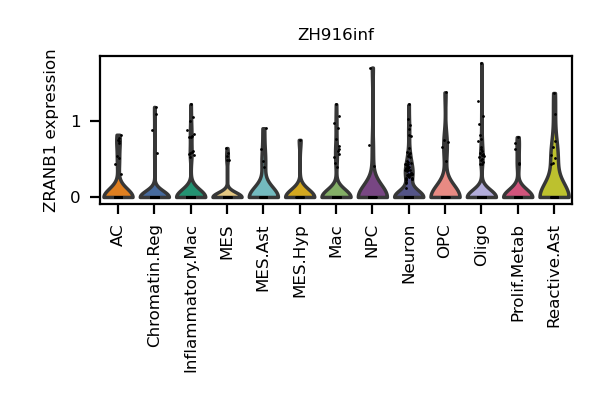 ZH916inf
ZRANB1 expression
1
0
AC
Chromatin.Reg
Inflammatory.Mac
MES
MES.Ast
MES.Hyp
Mac
NPC
Neuron
OPC
Oligo
Prolif.Metab
Reactive.Ast